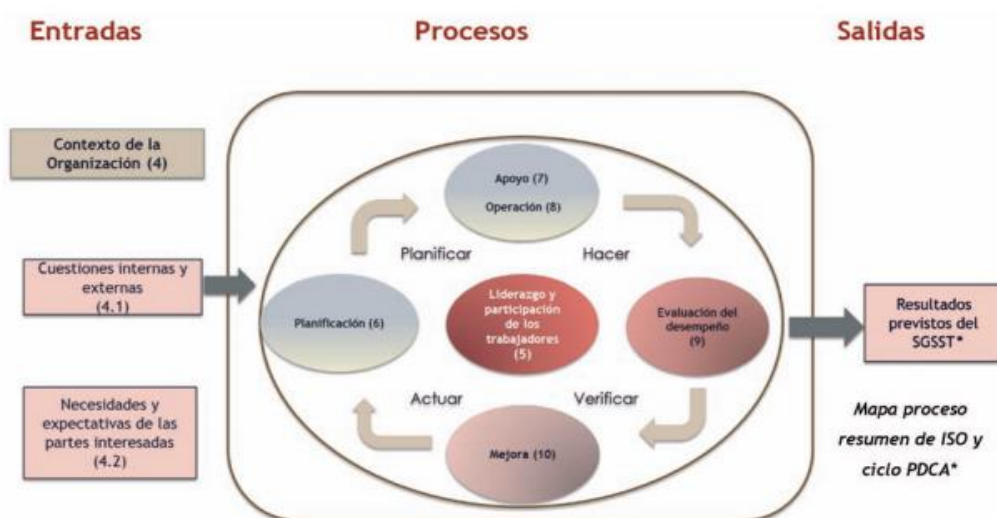 Entradas
Procesos
Salidas
Contexto de la
Organización (4)
Cuestiones internas y
externas
(4.1)
Necesidades y
expectativas de las
partes interesadas
(4.2)
Apoyo (7)
Operación (8)
Planificar
Hacer
Planificación (6)
Liderazgo y
participación
de los
trabajadores
(5)
Evaluación del
desempeño
(9)
Actuar
Verificar
Mejora (10)
Resultados
previstos del
SGSST*
Mapa proceso
resumen de ISO y
ciclo PDCA*